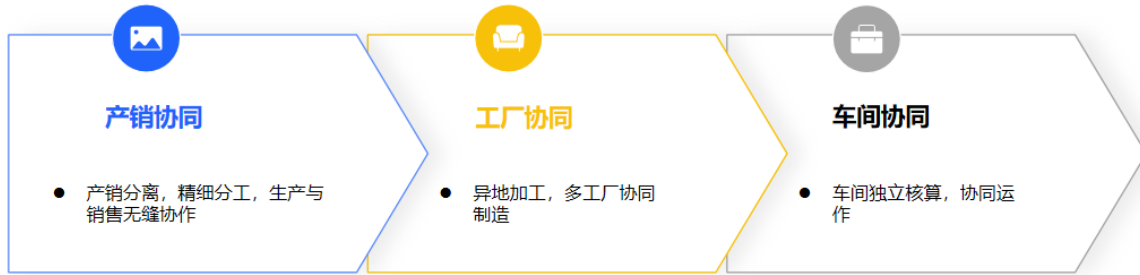 产销协同
● 产销分离，精细分工，生产与
销售无缝协作
工厂协同
● 异地加工，多工厂协同
制造
车间协同
● 车间独立核算，协同运
作